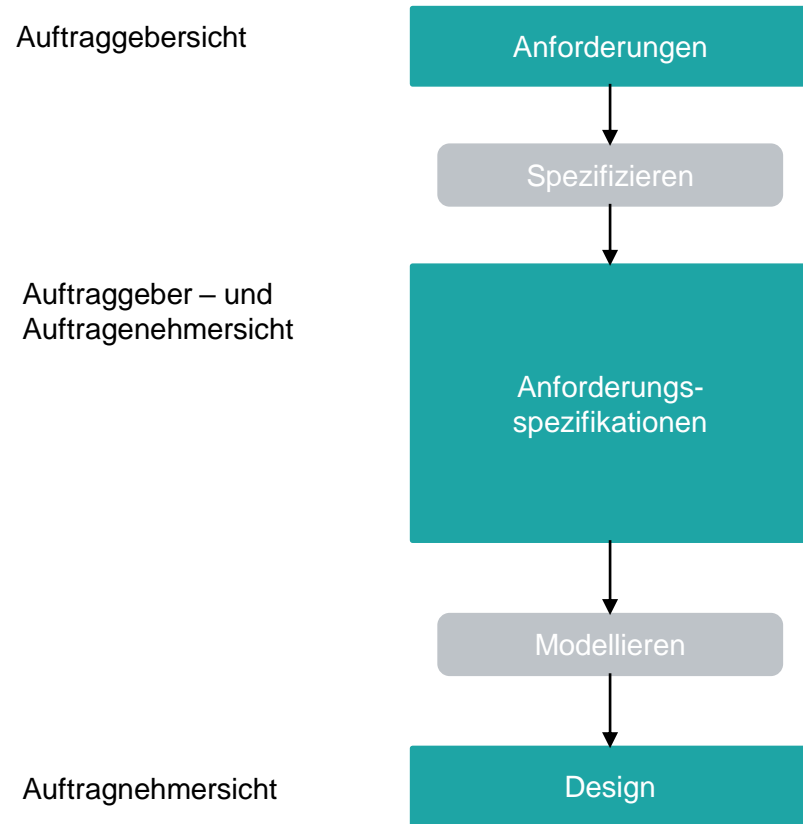 Auftraggebersicht
Anforderungen
Spezifizieren
Auftraggeber – und
Auftragenehmersicht
Anforderungs-
spezifikationen
Modellieren
Auftragnehmersicht
Design